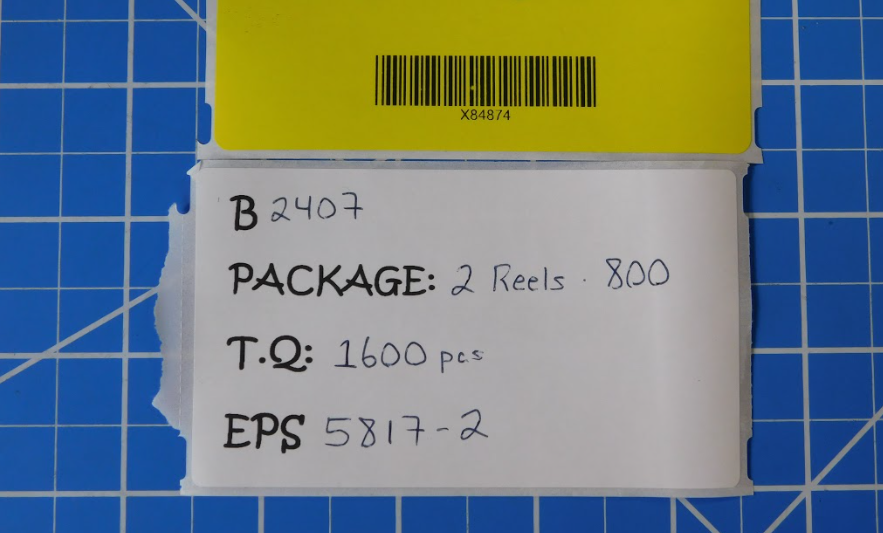 X84874
B 2407
PACKAGE: 2 Reels · 800
T.Q: 1600 pcs
EPS 5817-2